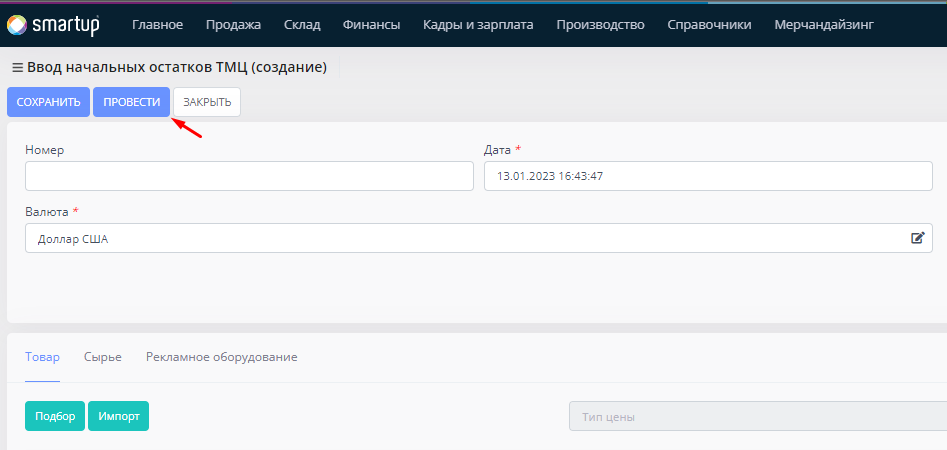 smartup Главное Продажа Склад Финансы Кадры и зарплата Производство Справочники Мерчандайзинг
Ввод начальных остатков ТМЦ (создание)
СОХРАНИТЬ ПРОВЕСТИ ЗАКРЫТЬ
Номер Дата *
13.01.2023 16:43:47
Валюта *
Доллар США
Товар Сырье Рекламное оборудование
Подбор Импорт Тип цены